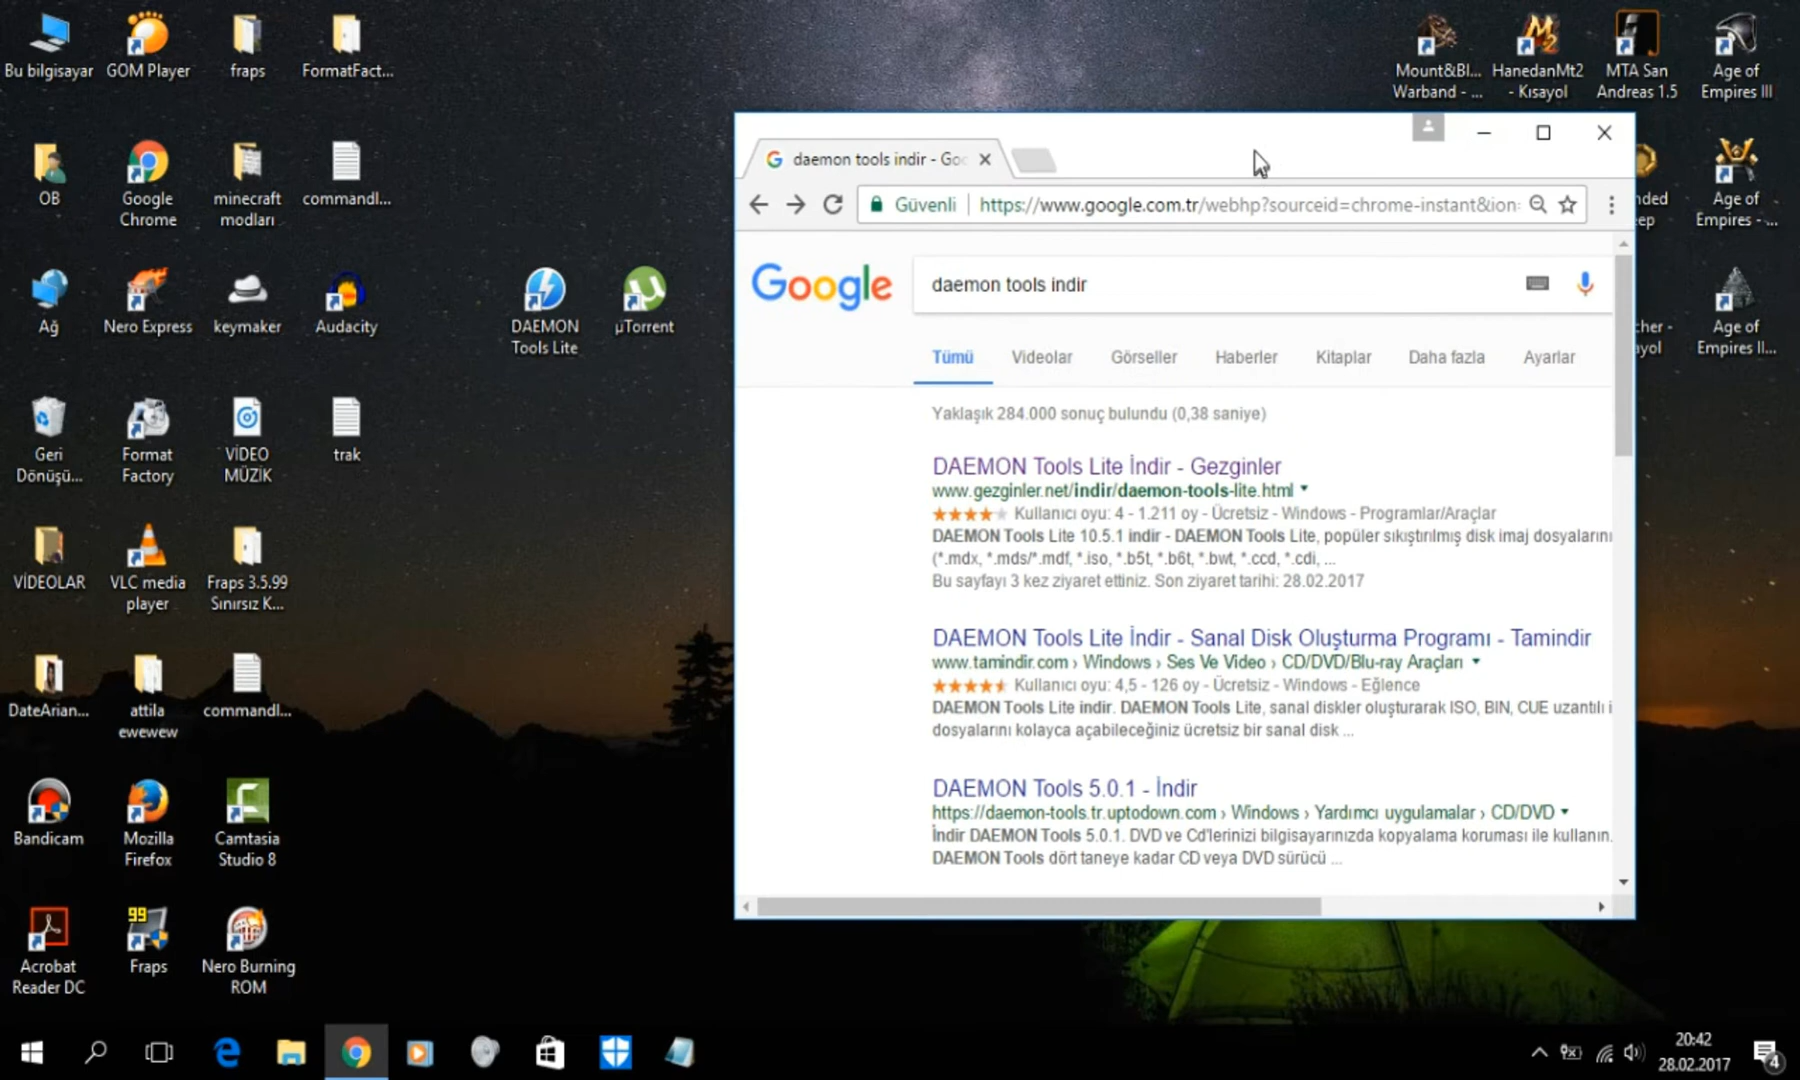 Bu bilgisayar
GOM Player
fraps
FormatFact...
OB
Google
Chrome
minecraft
modları
commandl...
Ağ
Nero Express
keymaker
Audacity
DAEMON
Tools Lite
µTorrent
Geri
Dönüşü...
Format
Factory
VİDEO
MÜZİK
trak
VİDEOLAR
VLC media
player
Fraps 3.5.99
Sınırsız K...
DateArian...
attila
ewewew
commandl...
Bandicam
Mozilla
Firefox
Camtasia
Studio 8
Acrobat
Reader DC
99
Fraps
Nero Burning
ROM
Mount&Bl...
Warband - ...
HanedanMt2
- Kısayol
MTA San
Andreas 1.5
Age of
Empires III
nded
eep
Age of
Empires - ...
cher -
ayol
Age of
Empires II...
daemon tools indir - Goo
Güvenli
https://www.google.com.tr/webhp?sourceid=chrome-instant&ion=
Google
daemon tools indir
Tümü Videolar Görseller Haberler Kitaplar Daha fazla Ayarlar
Yaklaşık 284.000 sonuç bulundu (0,38 saniye)
DAEMON Tools Lite İndir - Gezginler
www.gezginler.net/indir/daemon-tools-lite.html
Kullanıcı oyu: 4 - 1.211 oy - Ücretsiz - Windows - Programlar/Araçlar
DAEMON Tools Lite 10.5.1 indir - DAEMON Tools Lite, popüler sıkıştırılmış disk imaj dosyalarını
(*.mdx, *.mds/*.mdf, *.iso, *.b5t, *.b6t, *.bwt, *.ccd, *.cdi, ...
Bu sayfayı 3 kez ziyaret ettiniz. Son ziyaret tarihi: 28.02.2017
DAEMON Tools Lite İndir - Sanal Disk Oluşturma Programı - Tamindir
www.tamindir.com › Windows › Ses Ve Video › CD/DVD/Blu-ray Araçları
Kullanıcı oyu: 4,5 - 126 oy - Ücretsiz - Windows - Eğlence
DAEMON Tools Lite indir. DAEMON Tools Lite, sanal diskler oluşturarak ISO, BIN, CUE uzantılı i
dosyalarını kolayca açabileceğiniz ücretsiz bir sanal disk ...
DAEMON Tools 5.0.1 - İndir
https://daemon-tools.tr.uptodown.com › Windows › Yardımcı uygulamalar › CD/DVD
İndir DAEMON Tools 5.0.1. DVD ve Cd'lerinizi bilgisayarınızda kopyalama koruması ile kullanın.
DAEMON Tools dört taneye kadar CD veya DVD sürücü ...
20:42
28.02.2017
4